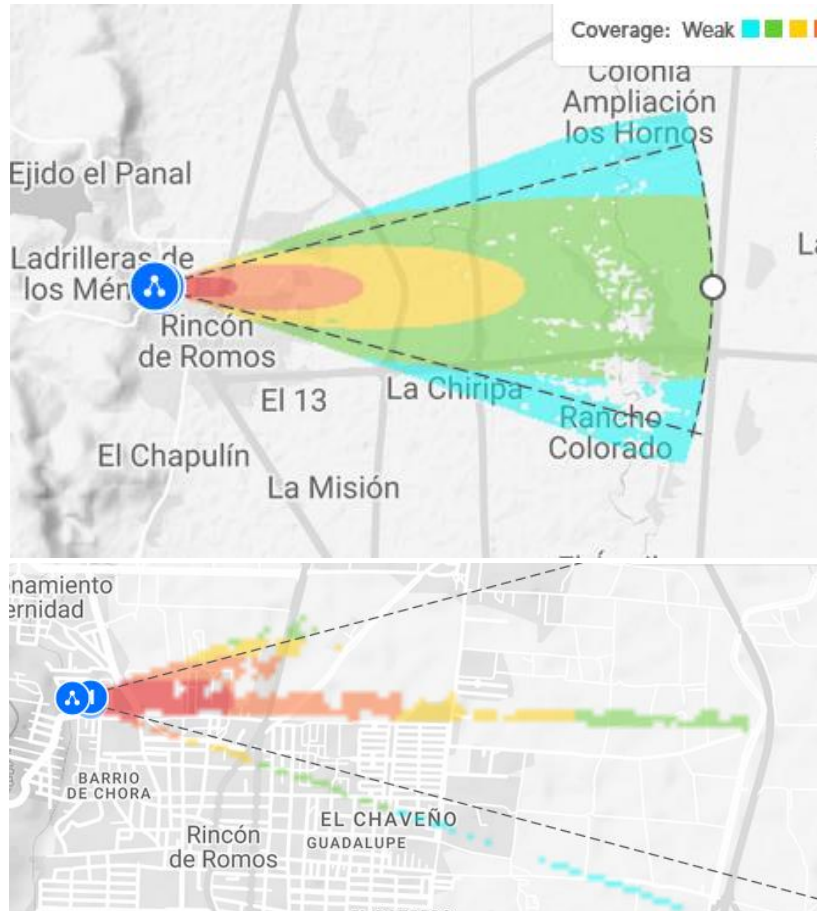 Coverage: Weak
Colonia
Ampliación
los Hornos
Ejido el Panal
Ladrilleras de
los Mén
Rincón
de Romos
El 13
La Chiripa
Rancho
Colorado
El Chapulín
La Misión
onamiento
ernidad
BARRIO
DE CHORA
EL CHAVEÑO
GUADALUPE
Rincón
de Romos